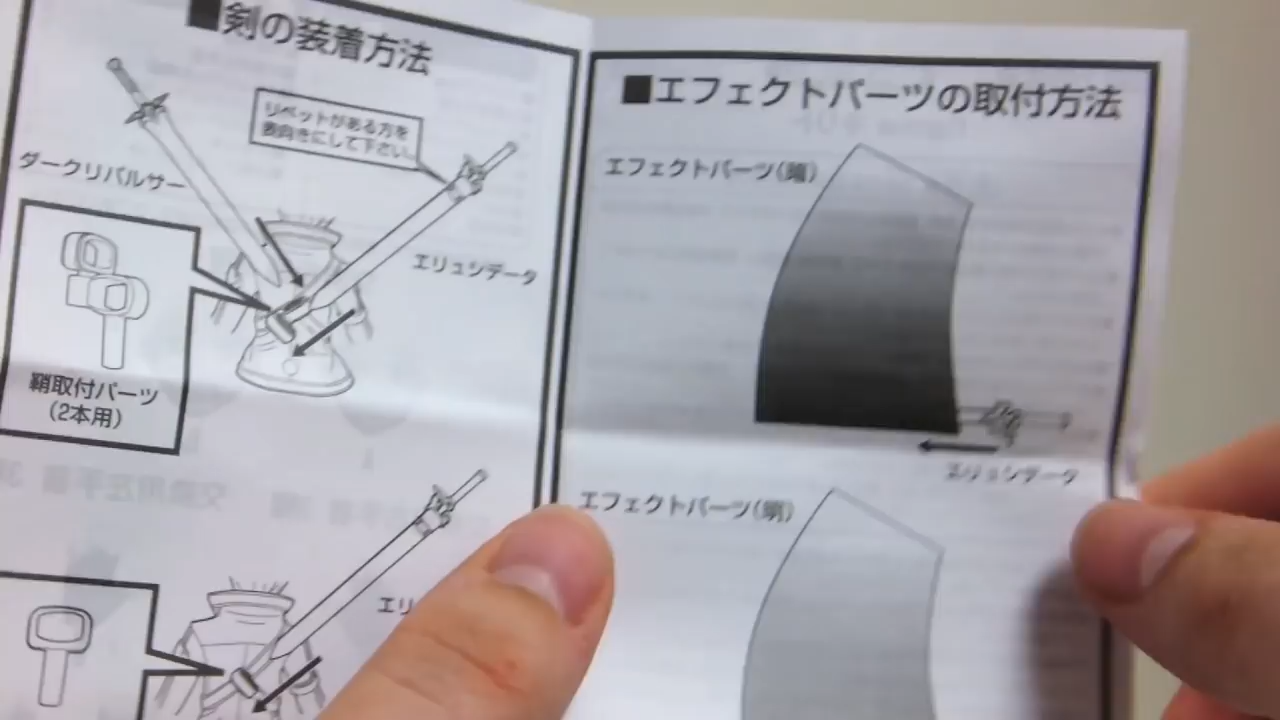 ■剣の装着方法
リベットがある方を
表向きにして下さい。
ダークリパルサー
エリュシデータ
鞘取付パーツ
(2本用)
エリ
■エフェクトパーツの取付方法
エフェクトパーツ(暗)
エリュシデータ
エフェクトパーツ(明)